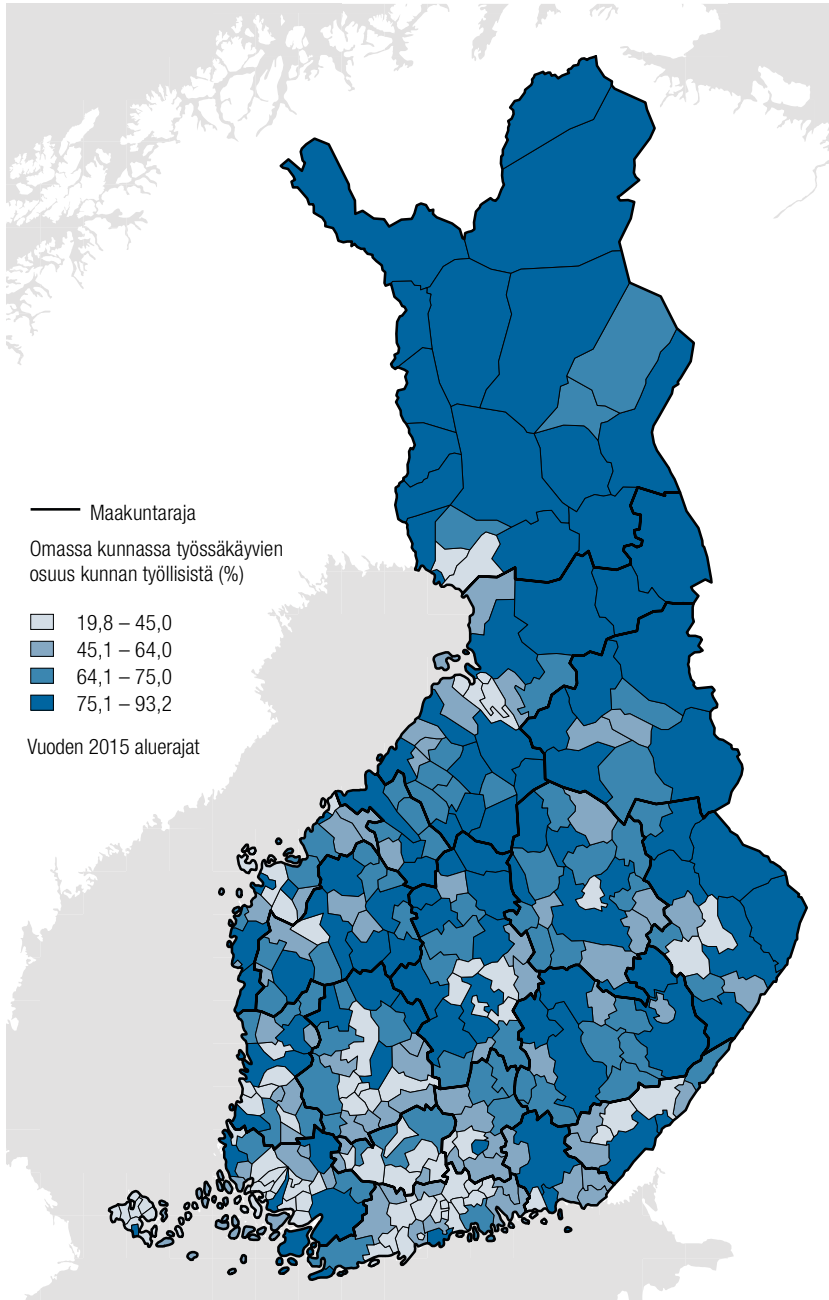 Maakuntaraja
Omassa kunnassa työssäkäyvien
osuus kunnan työllisistä (%)
19,8 – 45,0
45,1 – 64,0
64,1 – 75,0
75,1 – 93,2
Vuoden 2015 aluerajat